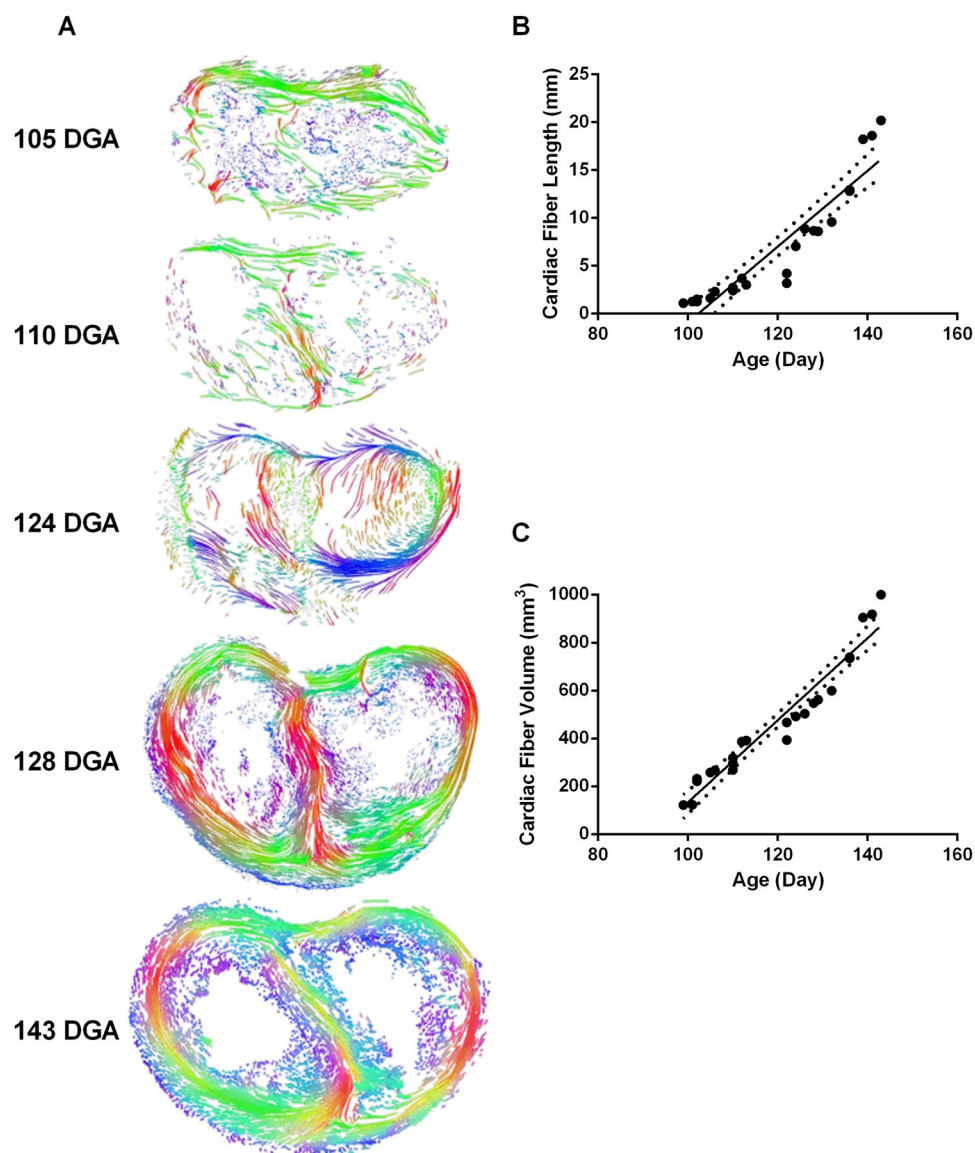 A
105 DGA
110 DGA
124 DGA
128 DGA
143 DGA
B
Cardiac Fiber Length (mm)
25
20
15
10
5
0
80
100
120
140
160
Age (Day)
C
Cardiac Fiber Volume (mm³)
1000
800
600
400
200
0
80
100
120
140
160
Age (Day)